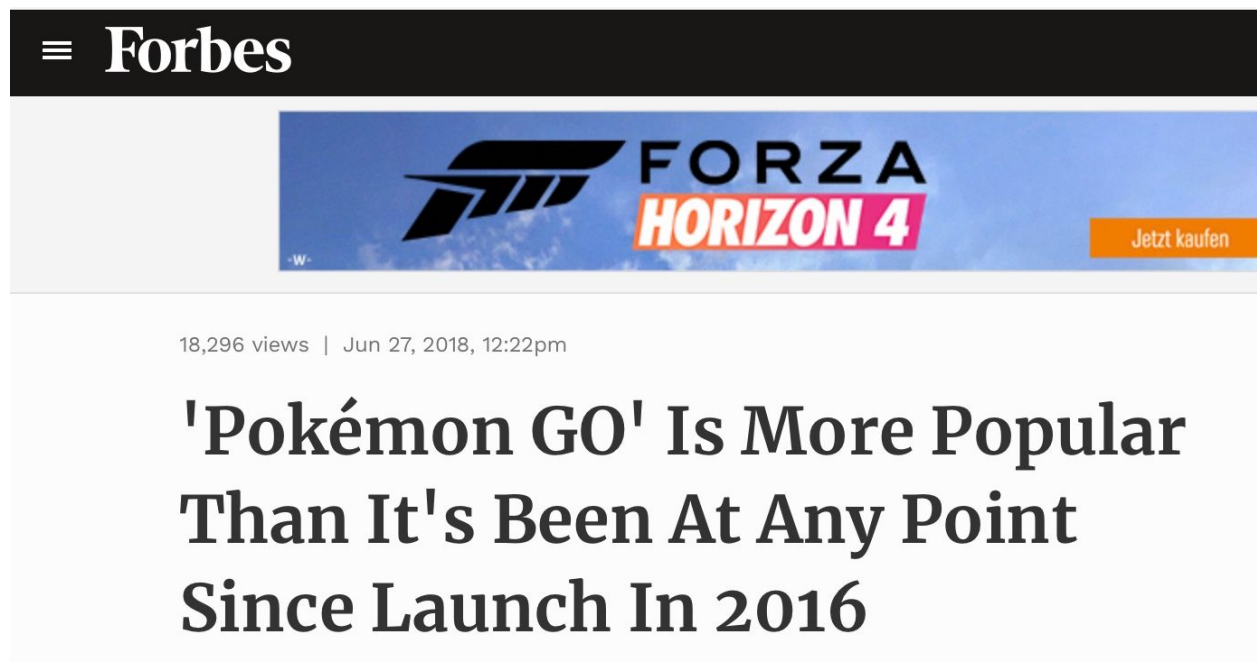 Forbes
FORZA
HORIZON 4
Jetzt kaufen
-W-
18,296 views | Jun 27, 2018, 12:22pm
'Pokémon GO' Is More Popular
Than It's Been At Any Point
Since Launch In 2016